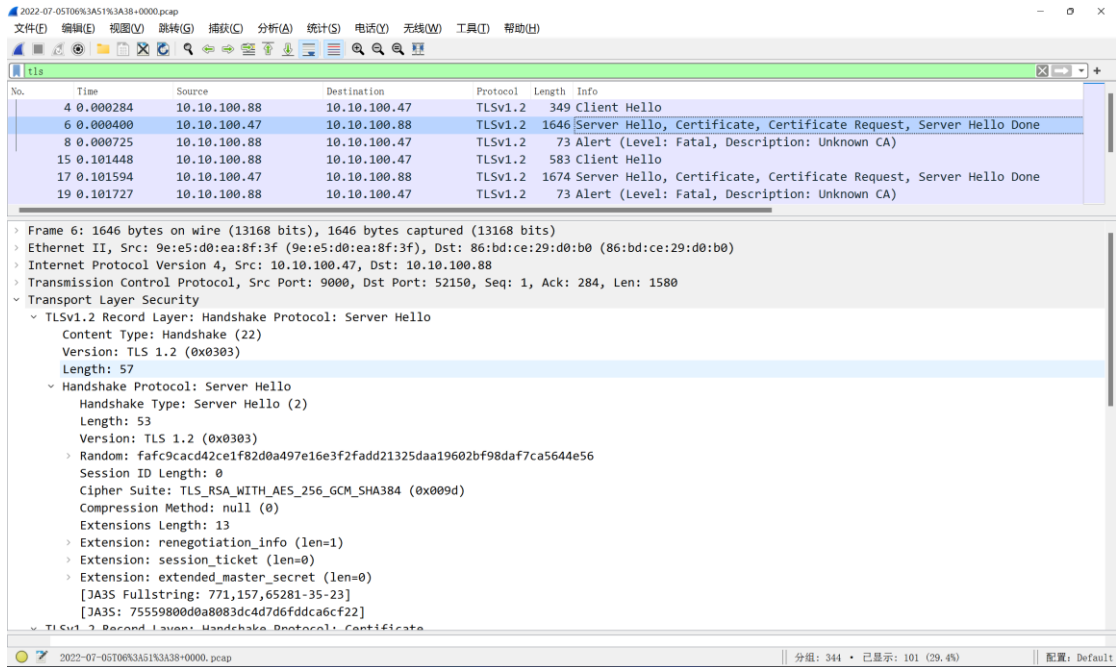 2022-07-05T06%3A51%3A38+0000.pcap
文件(F) 编辑(E) 视图(V) 跳转(G) 捕获(C) 分析(A) 统计(S) 电话(Y) 无线(W) 工具(T) 帮助(H)
tls
No. Time Source Destination Protocol Length Info
4 0.000284 10.10.100.88 10.10.100.47 TLSv1.2 349 Client Hello
6 0.000400 10.10.100.47 10.10.100.88 TLSv1.2 1646 Server Hello, Certificate, Certificate Request, Server Hello Done
8 0.000725 10.10.100.88 10.10.100.47 TLSv1.2 73 Alert (Level: Fatal, Description: Unknown CA)
15 0.101448 10.10.100.88 10.10.100.47 TLSv1.2 583 Client Hello
17 0.101594 10.10.100.47 10.10.100.88 TLSv1.2 1674 Server Hello, Certificate, Certificate Request, Server Hello Done
19 0.101727 10.10.100.88 10.10.100.47 TLSv1.2 73 Alert (Level: Fatal, Description: Unknown CA)
Frame 6: 1646 bytes on wire (13168 bits), 1646 bytes captured (13168 bits)
Ethernet II, Src: 9e:e5:d0:ea:8f:3f (9e:e5:d0:ea:8f:3f), Dst: 86:bd:ce:29:d0:b0 (86:bd:ce:29:d0:b0)
Internet Protocol Version 4, Src: 10.10.100.47, Dst: 10.10.100.88
Transmission Control Protocol, Src Port: 9000, Dst Port: 52150, Seq: 1, Ack: 284, Len: 1580
Transport Layer Security
TLSv1.2 Record Layer: Handshake Protocol: Server Hello
Content Type: Handshake (22)
Version: TLS 1.2 (0x0303)
Length: 57
Handshake Protocol: Server Hello
Handshake Type: Server Hello (2)
Length: 53
Version: TLS 1.2 (0x0303)
Random: fafc9cacd42ce1f82d0a497e16e3f2fadd21325daa19602bf98daf7ca5644e56
Session ID Length: 0
Cipher Suite: TLS_RSA_WITH_AES_256_GCM_SHA384 (0x009d)
Compression Method: null (0)
Extensions Length: 13
Extension: renegotiation_info (len=1)
Extension: session_ticket (len=0)
Extension: extended_master_secret (len=0)
[JA3S Fullstring: 771,157,65281-35-23]
[JA3S: 75559800d0a8083dc4d7d6fddca6cf22]
TLSv1.2 Record Layer: Handshake Protocol: Certificate
2022-07-05T06%3A51%3A38+0000.pcap 分组: 344 • 已显示: 101 (29.4%) 配置: Default